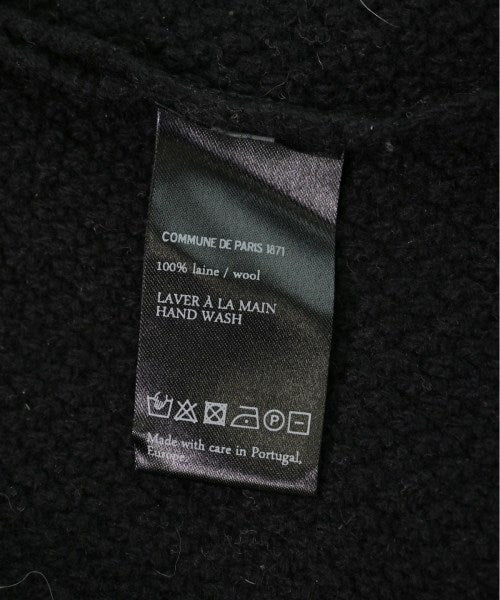 COMMUNE DE PARIS 1871
100% laine / wool
LAVER À LA MAIN
HAND WASH
P
Made with care in Portugal,
Europe.